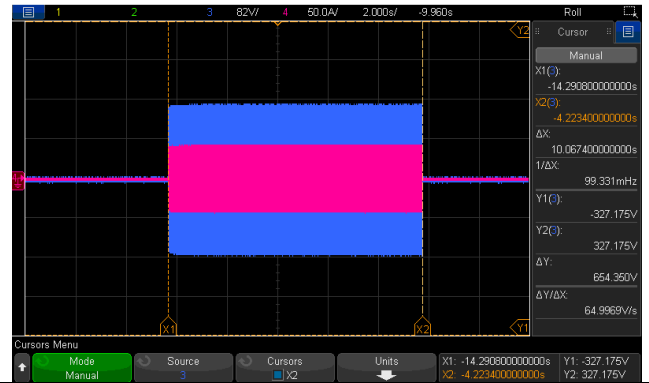 1 2 3 82V/ 4 50.0A/ 2.000s/ -9.960s Roll
Y2
Cursor
Manual
X1(3):
-14.290800000000s
X2(3):
-4.223400000000s
ΔX:
10.067400000000s
1/ΔX:
99.331mHz
Y1(3):
-327.175V
Y2(3):
327.175V
ΔY:
654.350V
ΔY/ΔX:
64.9969V/s
X1 X2 Y1
Cursors Menu
Mode
Manual
Source
3
Cursors
X2
Units
X1: -14.290800000000s
X2: -4.223400000000s
Y1: -327.175V
Y2: 327.175V